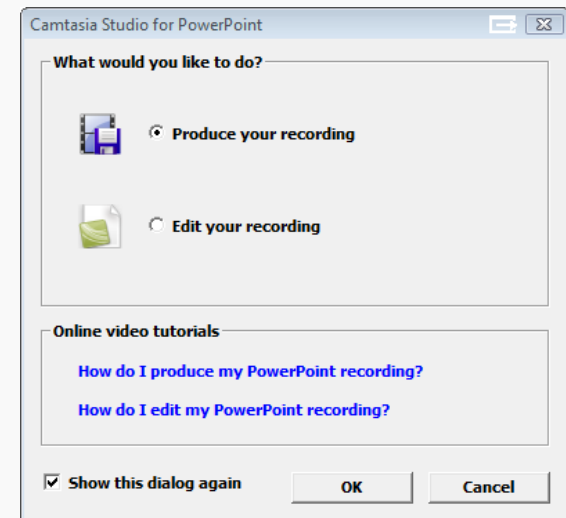 Camtasia Studio for PowerPoint
What would you like to do?
Produce your recording
Edit your recording
Online video tutorials
How do I produce my PowerPoint recording?
How do I edit my PowerPoint recording?
Show this dialog again
OK
Cancel